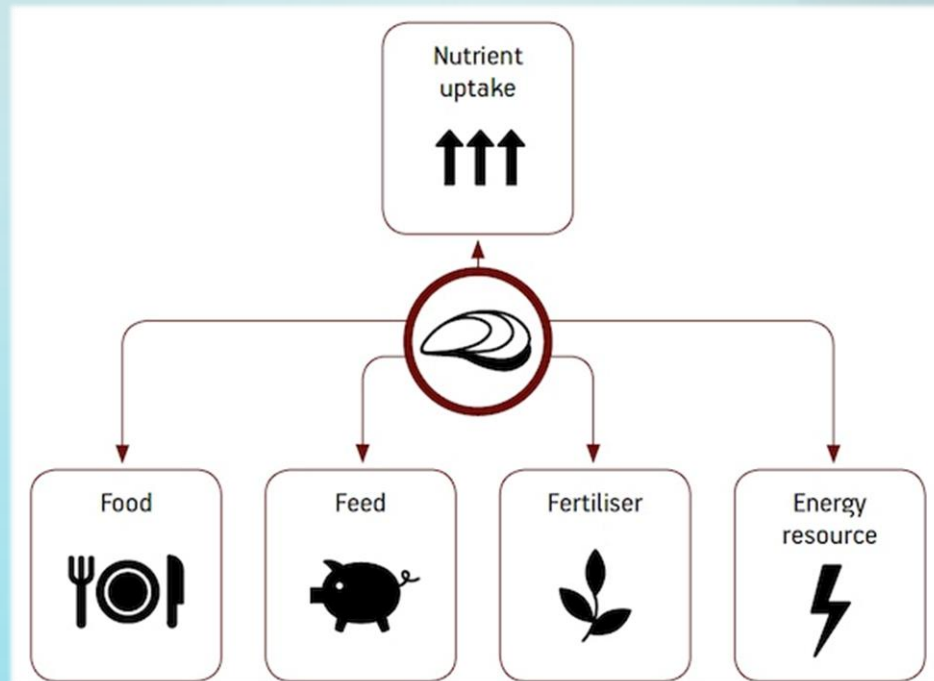 Nutrient
uptake
Food
Feed
Fertiliser
Energy
resource